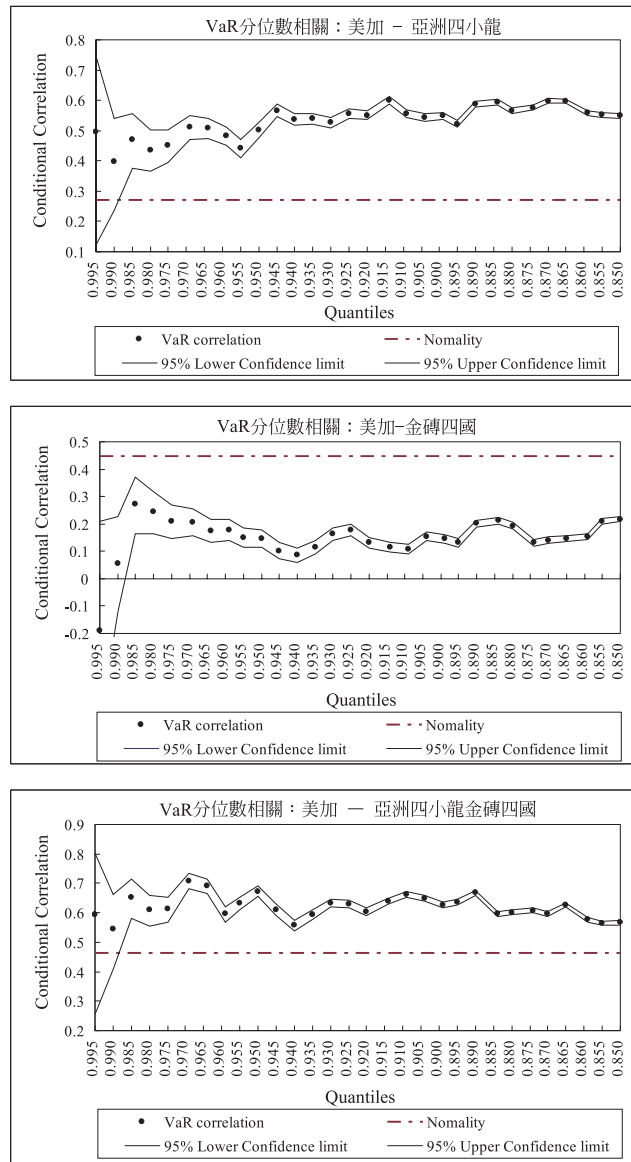 VaR分位數相關：美加 – 亞洲四小龍
Conditional Correlation
0.8
0.7
0.6
0.5
0.4
0.3
0.2
0.1
0.995 0.990 0.985 0.980 0.975 0.970 0.965 0.960 0.955 0.950 0.945 0.940 0.935 0.930 0.925 0.920 0.915 0.910 0.905 0.900 0.895 0.890 0.885 0.880 0.875 0.870 0.865 0.860 0.855 0.850
Quantiles
VaR correlation Nomality
95% Lower Confidence limit 95% Upper Confidence limit
VaR分位數相關：美加–金磚四國
Conditional Correlation
0.5
0.4
0.3
0.2
0.1
0
-0.1
-0.2
0.995 0.990 0.985 0.980 0.975 0.970 0.965 0.960 0.955 0.950 0.945 0.940 0.935 0.930 0.925 0.920 0.915 0.910 0.905 0.900 0.895 0.890 0.885 0.880 0.875 0.870 0.865 0.860 0.855 0.850
Quantiles
VaR correlation Nomality
95% Lower Confidence limit 95% Upper Confidence limit
VaR分位數相關：美加 — 亞洲四小龍金磚四國
Conditional Correlation
0.9
0.8
0.7
0.6
0.5
0.4
0.3
0.2
0.995 0.990 0.985 0.980 0.975 0.970 0.965 0.960 0.955 0.950 0.945 0.940 0.935 0.930 0.925 0.920 0.915 0.910 0.905 0.900 0.895 0.890 0.885 0.880 0.875 0.870 0.865 0.860 0.855 0.850
Quantiles
VaR correlation Nomality
95% Lower Confidence limit 95% Upper Confidence limit